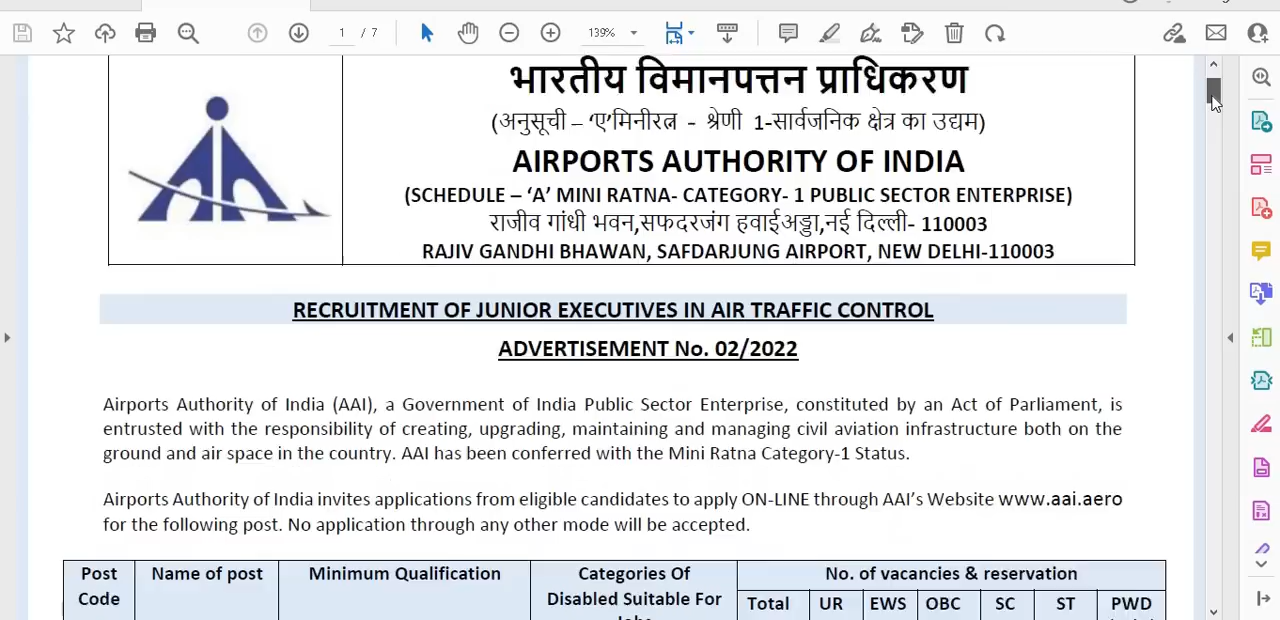 1 / 7
139%
भारतीय विमानपत्तन प्राधिकरण
(अनुसूची – ‘ए’मिनीरत्न - श्रेणी 1-सार्वजनिक क्षेत्र का उद्यम)
AIRPORTS AUTHORITY OF INDIA
(SCHEDULE – ‘A’ MINI RATNA- CATEGORY- 1 PUBLIC SECTOR ENTERPRISE)
राजीव गांधी भवन,सफदरजंग हवाईअड्डा,नई दिल्ली- 110003
RAJIV GANDHI BHAWAN, SAFDARJUNG AIRPORT, NEW DELHI-110003
RECRUITMENT OF JUNIOR EXECUTIVES IN AIR TRAFFIC CONTROL
ADVERTISEMENT No. 02/2022
Airports Authority of India (AAI), a Government of India Public Sector Enterprise, constituted by an Act of Parliament, is
entrusted with the responsibility of creating, upgrading, maintaining and managing civil aviation infrastructure both on the
ground and air space in the country. AAI has been conferred with the Mini Ratna Category-1 Status.
Airports Authority of India invites applications from eligible candidates to apply ON-LINE through AAI’s Website www.aai.aero
for the following post. No application through any other mode will be accepted.
Post Code
Name of post
Minimum Qualification
Categories Of
Disabled Suitable For
No. of vacancies & reservation
Total UR EWS OBC SC ST PWD